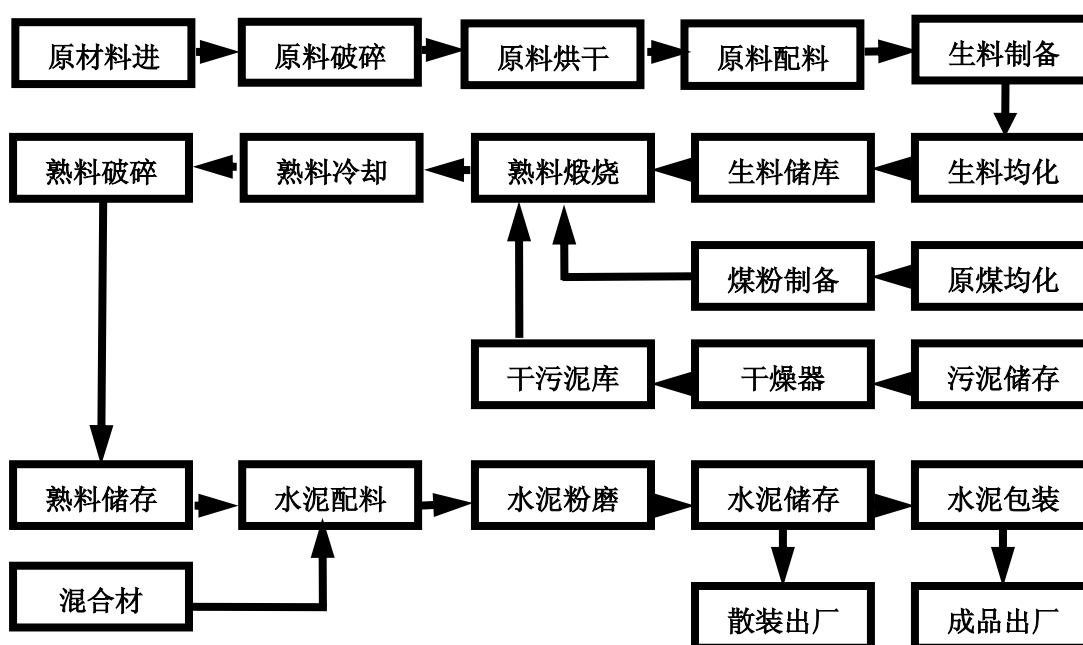 原材料进
原料破碎
原料烘干
原料配料
生料制备
熟料破碎
熟料冷却
熟料煅烧
生料储库
生料均化
煤粉制备
原煤均化
干污泥库
干燥器
污泥储存
熟料储存
水泥配料
水泥粉磨
水泥储存
水泥包装
混合材
散装出厂
成品出厂